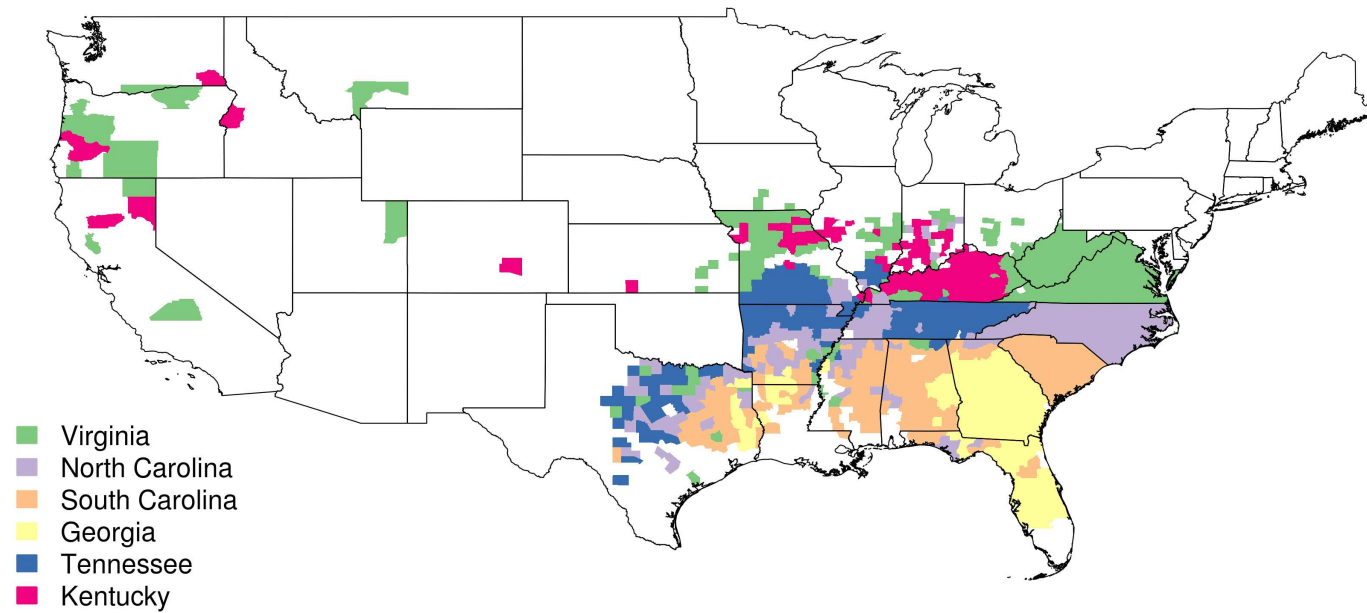 Virginia
North Carolina
South Carolina
Georgia
Tennessee
Kentucky